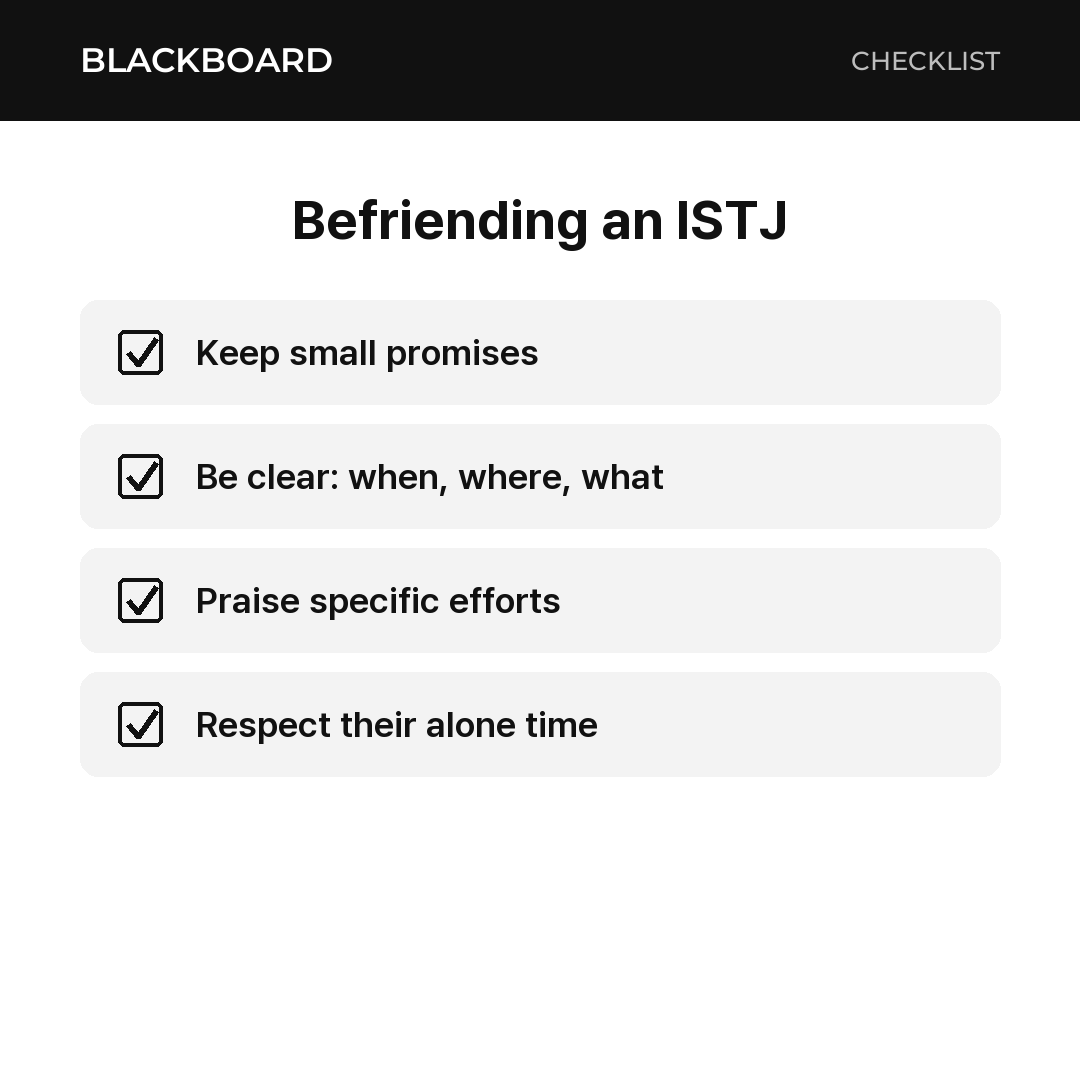 BLACKBOARD
CHECKLIST
Befriending an ISTJ
Keep small promises
Be clear: when, where, what
Praise specific efforts
Respect their alone time